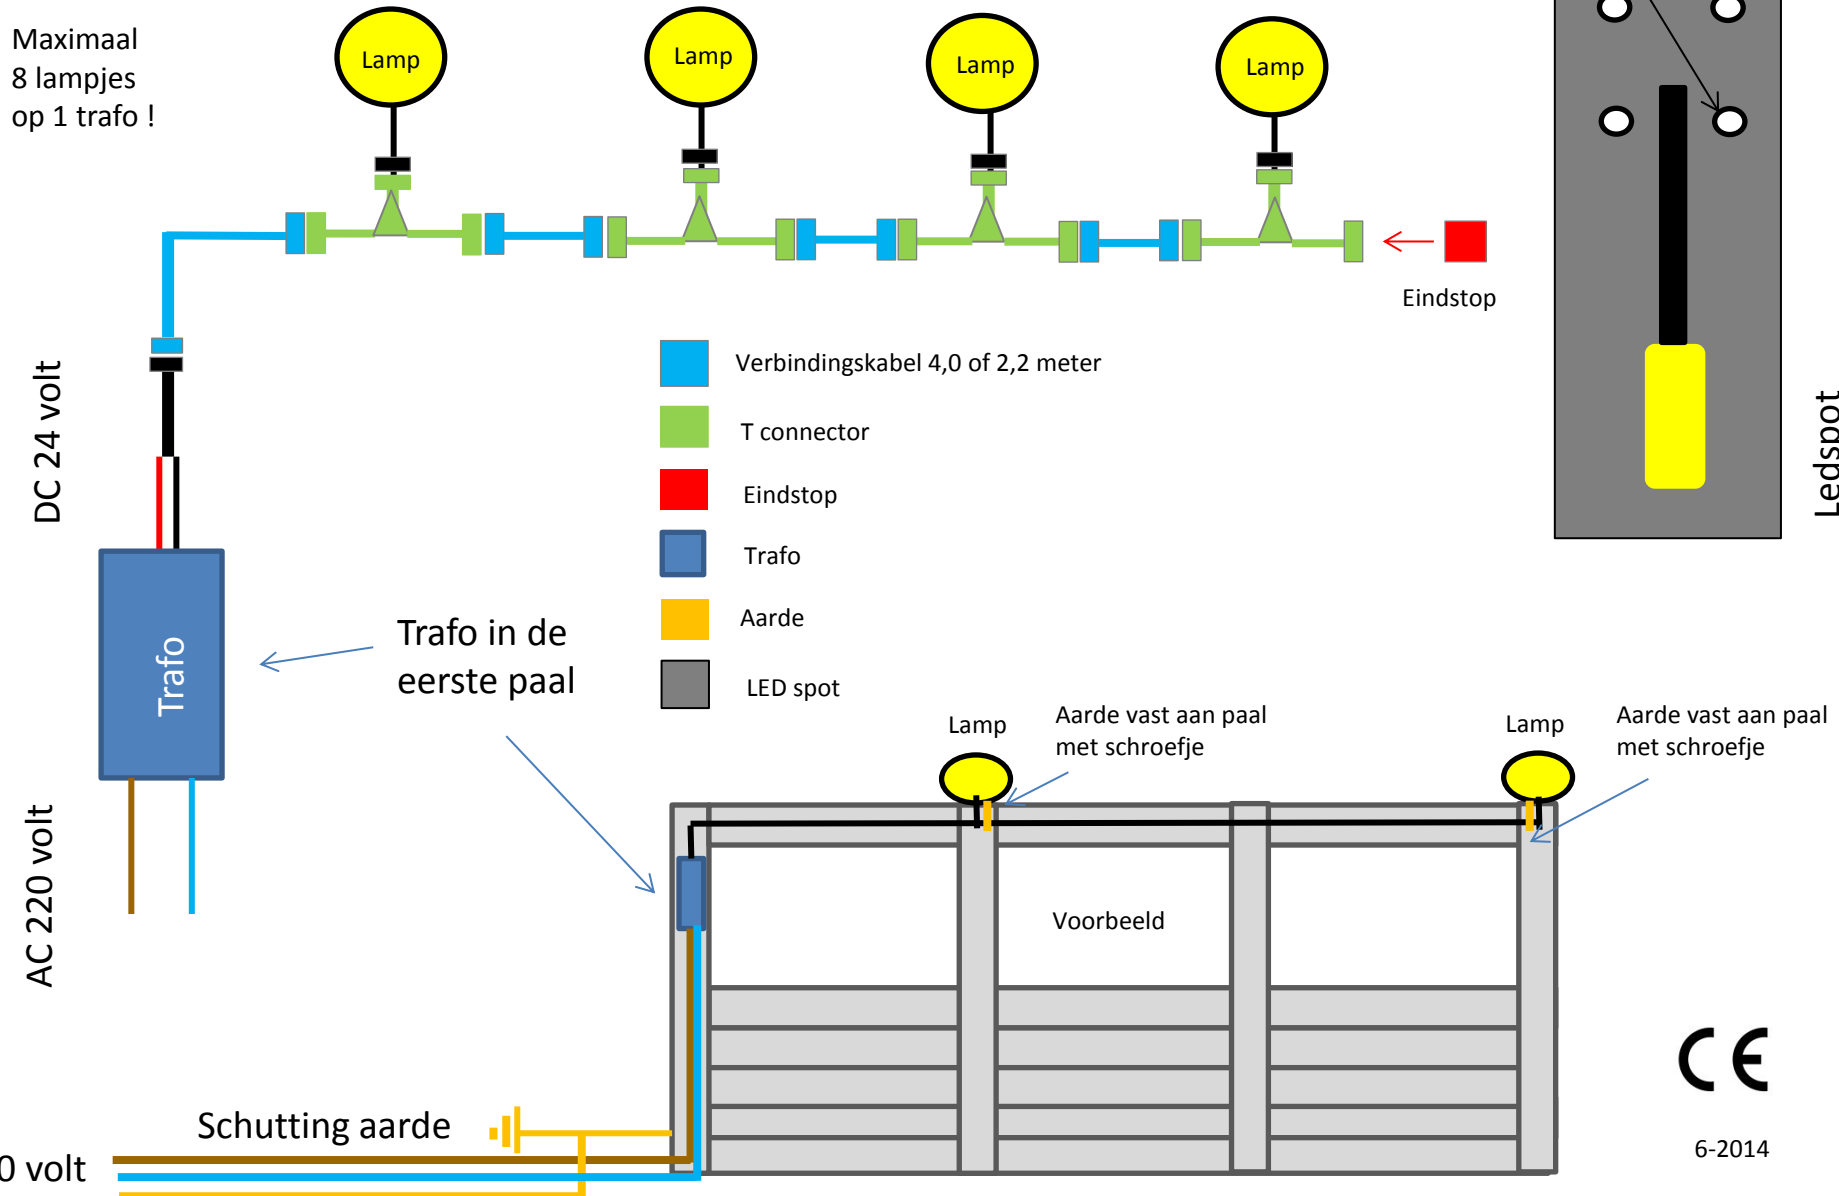 Maximaal
8 lampjes
op 1 trafo !
Lamp
Lamp
Lamp
Lamp
Eindstop
DC 24 volt
Verbindingskabel 4,0 of 2,2 meter
T connector
Eindstop
Trafo
Aarde
LED spot
Ledspot
Trafo
Trafo in de
eerste paal
AC 220 volt
Lamp
Aarde vast aan paal
met schroefje
Lamp
Aarde vast aan paal
met schroefje
Voorbeeld
Schutting aarde
0 volt
CE
6-2014